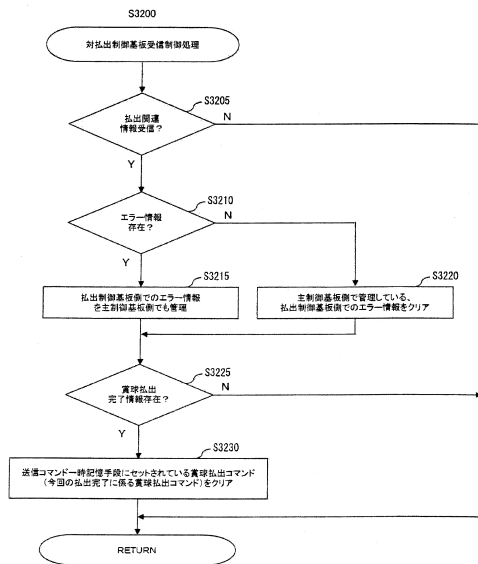 S3200
対払出制御基板受信制御処理
S3205
払出関連
情報受信？
N
Y
S3210
エラー情報
存在？
N
Y
S3215
払出制御基板側でのエラー情報
を主制御基板側でも管理
S3220
主制御基板側で管理している、
払出制御基板側でのエラー情報をクリア
S3225
賞球払出
完了情報存在？
N
Y
S3230
送信コマンド一時記憶手段にセットされている賞球払出コマンド
（今回の払出完了に係る賞球払出コマンド）をクリア
RETURN